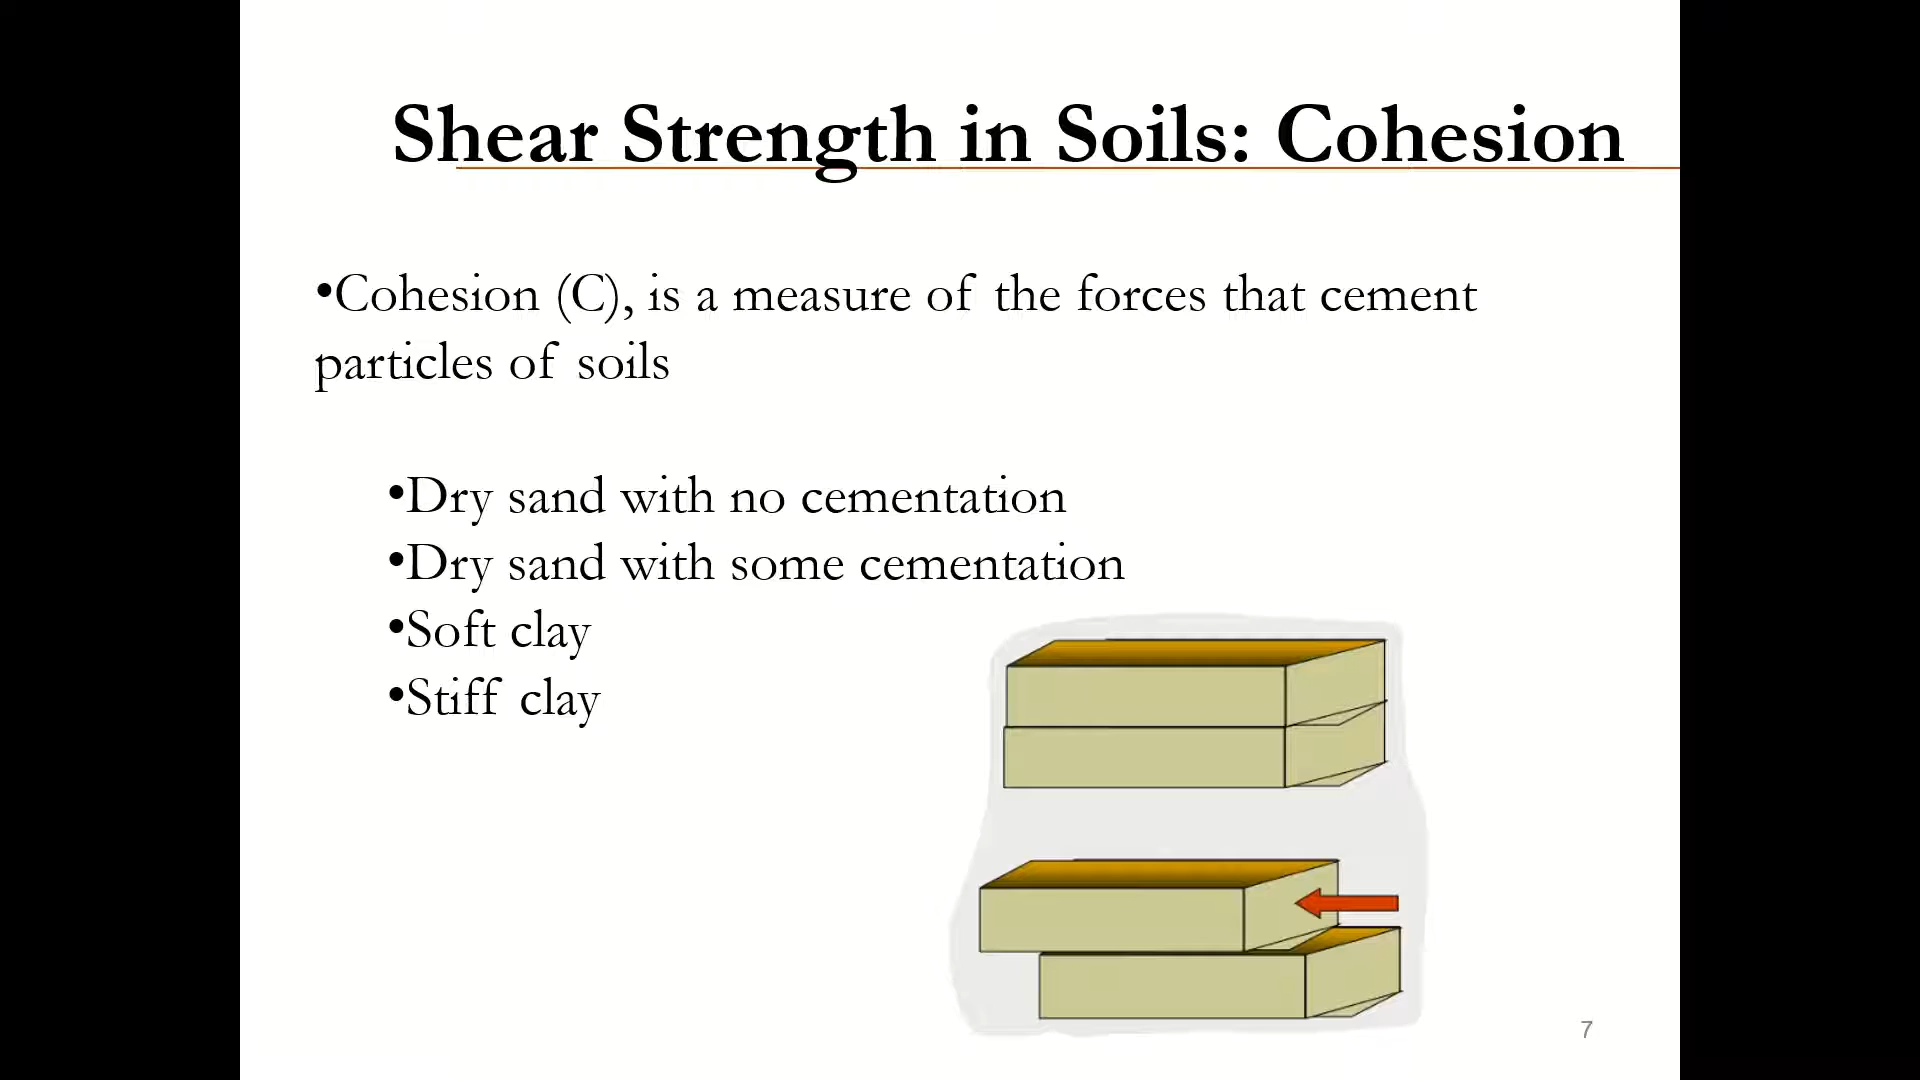 Shear Strength in Soils: Cohesion
•Cohesion (C), is a measure of the forces that cement
particles of soils
•Dry sand with no cementation
•Dry sand with some cementation
•Soft clay
•Stiff clay
7